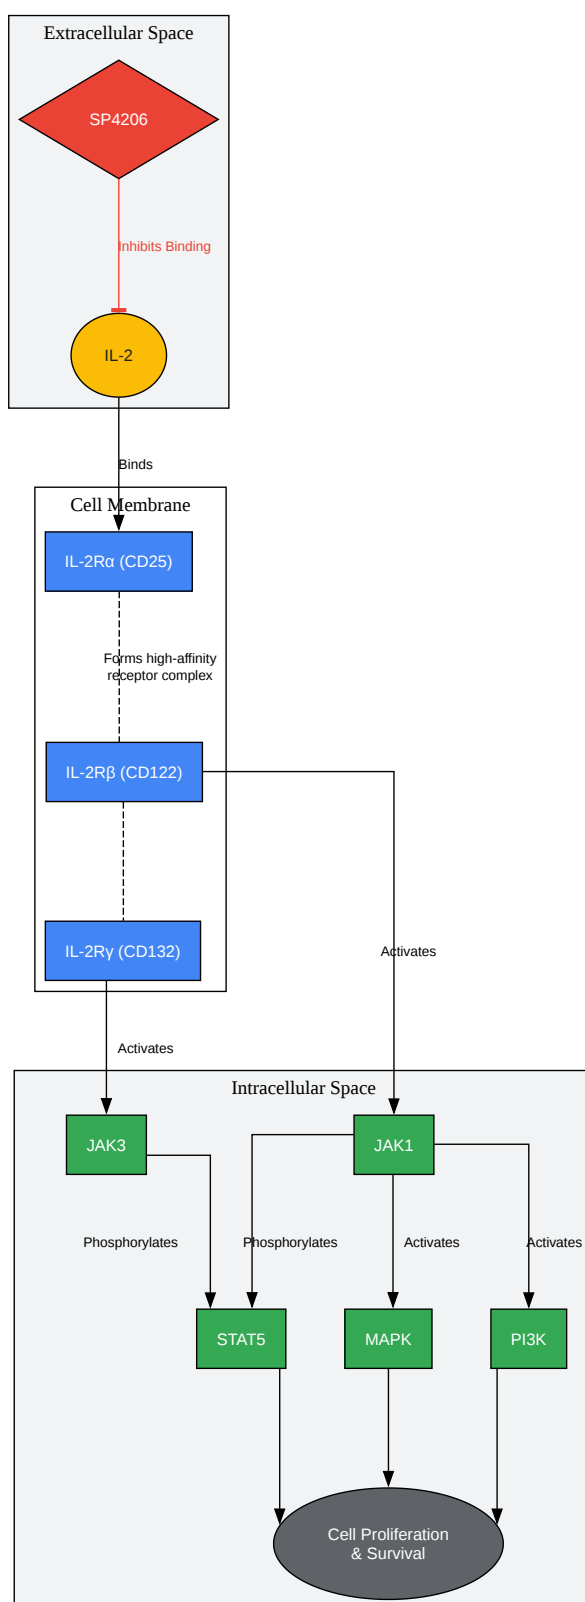 Extracellular Space
SP4206
Inhibits Binding
IL-2
Binds
Cell Membrane
IL-2Rα (CD25)
Forms high-affinity
receptor complex
IL-2Rβ (CD122)
IL-2Rγ (CD132)
Activates
Activates
Intracellular Space
JAK3
JAK1
Phosphorylates
Phosphorylates
Activates
Activates
STAT5
MAPK
PI3K
Cell Proliferation
& Survival